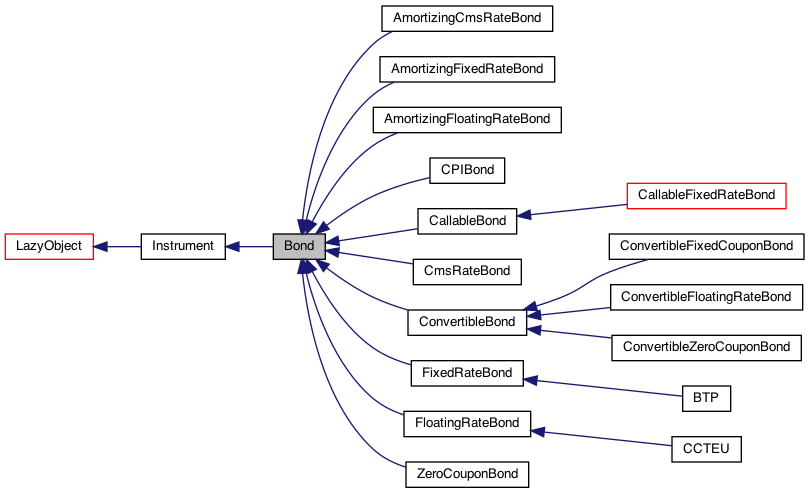 AmortizingCmsRateBond
AmortizingFixedRateBond
AmortizingFloatingRateBond
CPIBond
CallableBond
CallableFixedRateBond
LazyObject
Instrument
Bond
CmsRateBond
ConvertibleFixedCouponBond
ConvertibleFloatingRateBond
ConvertibleBond
ConvertibleZeroCouponBond
FixedRateBond
BTP
FloatingRateBond
CCTEU
ZeroCouponBond